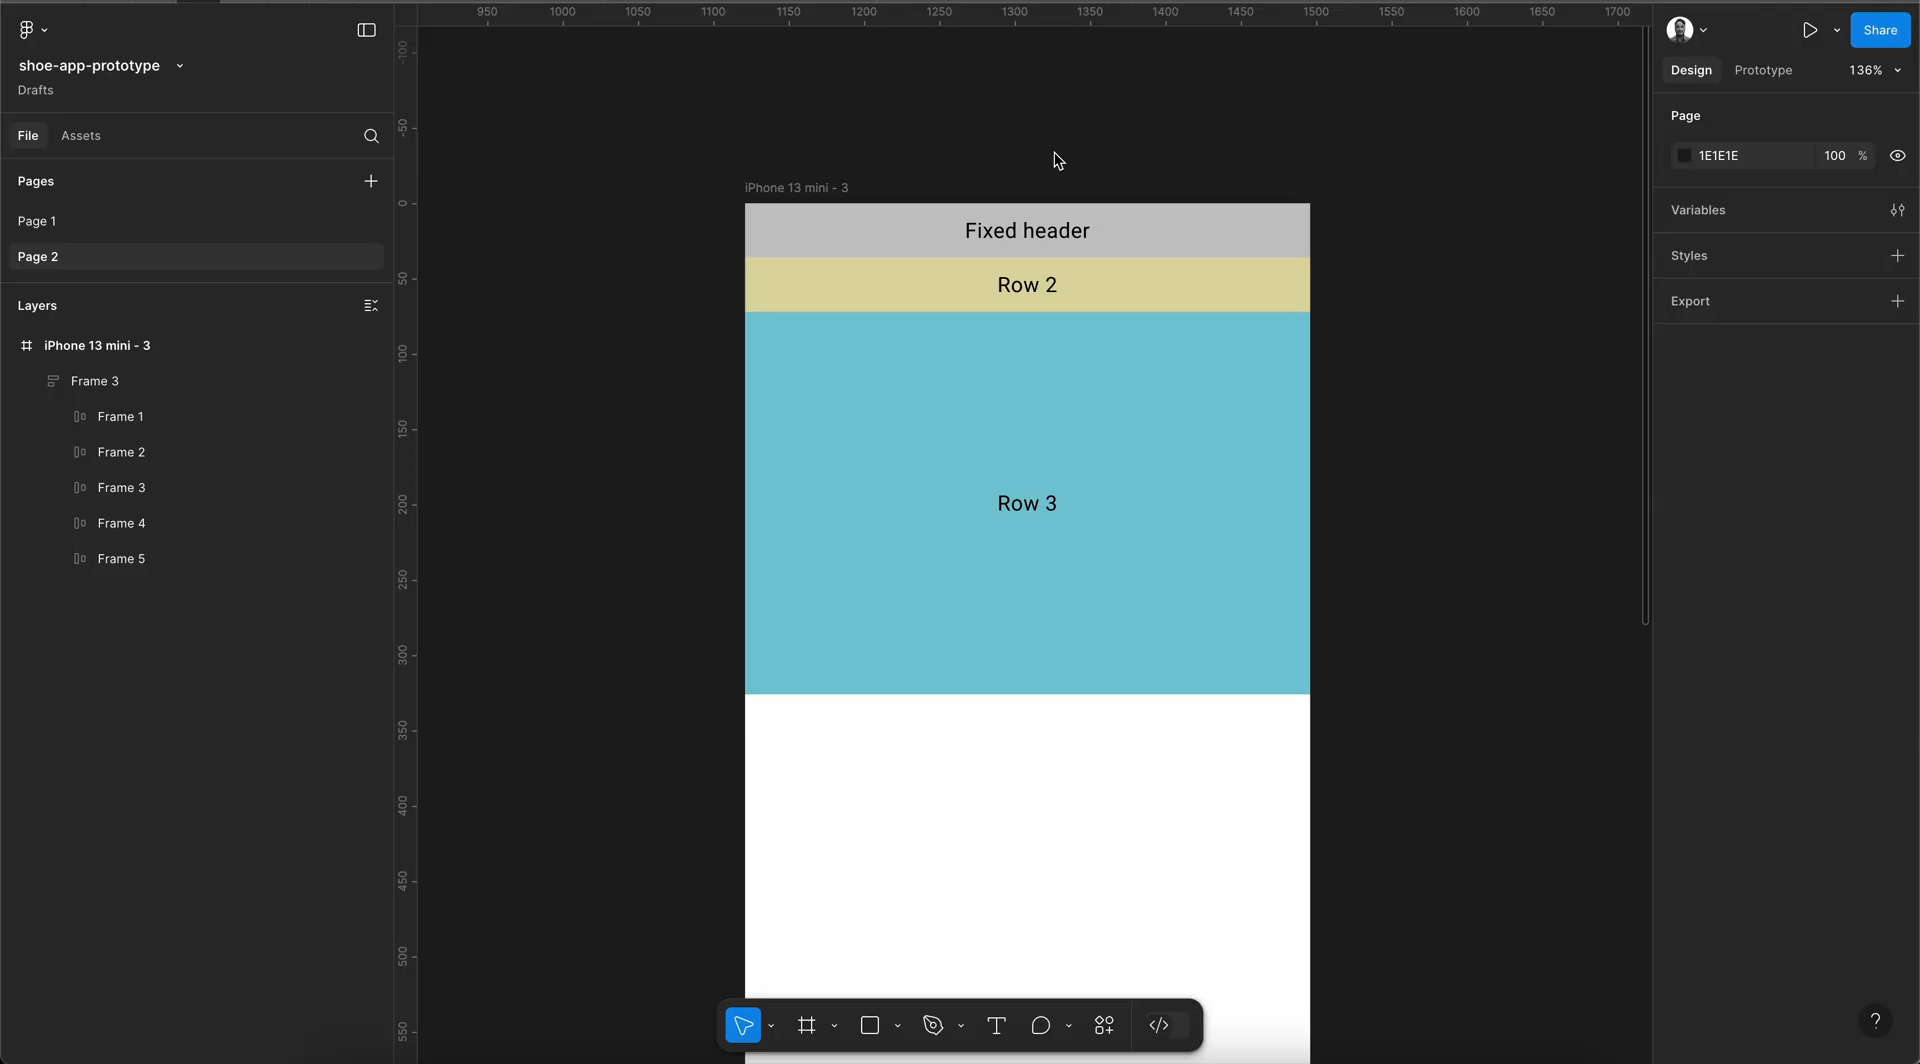 950 1000 1050 1100 1150 1200 1250 1300 1350 1400 1450 1500 1550 1600 1650 1700
shoe-app-prototype
Drafts
File Assets
Pages
Page 1
Page 2
Layers
iPhone 13 mini - 3
Frame 3
Frame 1
Frame 2
Frame 3
Frame 4
Frame 5
-100
-50
0
50
100
150
200
250
300
350
400
450
500
550
iPhone 13 mini - 3
Fixed header
Row 2
Row 3
Share
Design Prototype 136%
Page
1E1E1E 100 %
Variables
Styles
Export
?